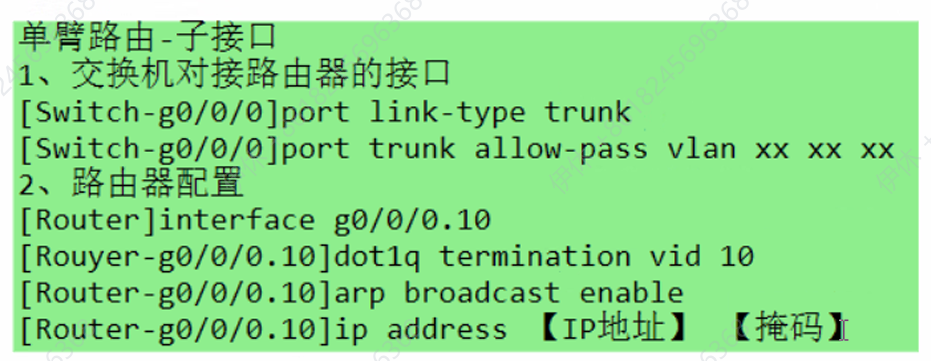 单臂路由-子接口
1、交换机对接路由器的接口
[Switch-g0/0/0]port link-type trunk
[Switch-g0/0/0]port trunk allow-pass vlan xx xx xx
2、路由器配置
[Router]interface g0/0/0.10
[Rouyer-g0/0/0.10]dot1q termination vid 10
[Router-g0/0/0.10]arp broadcast enable
[Router-g0/0/0.10]ip address 【IP地址】 【掩码】